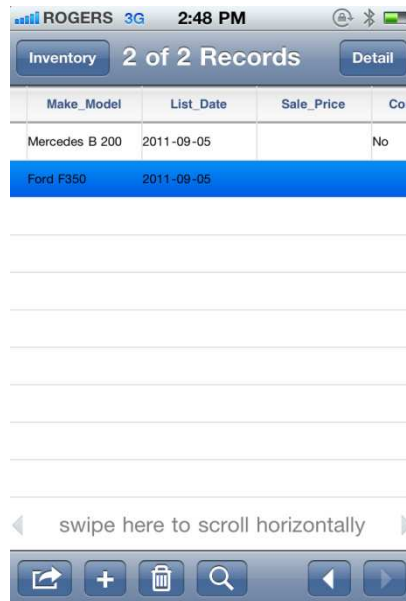 ROGERS 3G 2:48 PM
Inventory 2 of 2 Records Detail
Make_Model List_Date Sale_Price Co
Mercedes B 200 2011-09-05 No
Ford F350 2011-09-05
swipe here to scroll horizontally